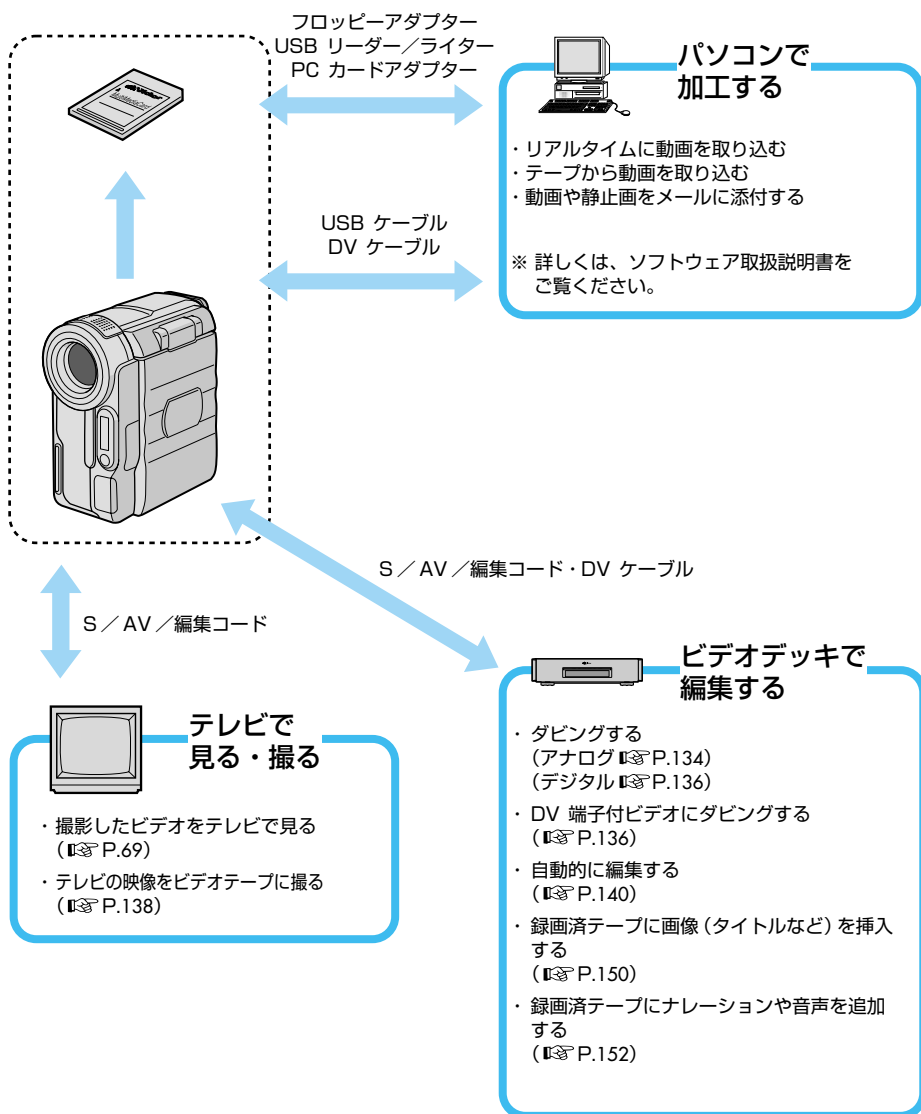 フロッピーアダプター
USB リーダー／ライター
PC カードアダプター
パソコンで
加工する
・リアルタイムに動画を取り込む
・テープから動画を取り込む
・動画や静止画をメールに添付する
※ 詳しくは、ソフトウェア取扱説明書を
ご覧ください。
USB ケーブル
DV ケーブル
S／AV／編集コード・DV ケーブル
S／AV／編集コード
テレビで
見る・撮る
・撮影したビデオをテレビで見る
（☞P.69）
・テレビの映像をビデオテープに撮る
（☞P.138）
ビデオデッキで
編集する
・ダビングする
（アナログ☞P.134）
（デジタル☞P.136）
・DV 端子付ビデオにダビングする
（☞P.136）
・自動的に編集する
（☞P.140）
・録画済テープに画像（タイトルなど）を挿入
する
（☞P.150）
・録画済テープにナレーションや音声を追加
する
（☞P.152）